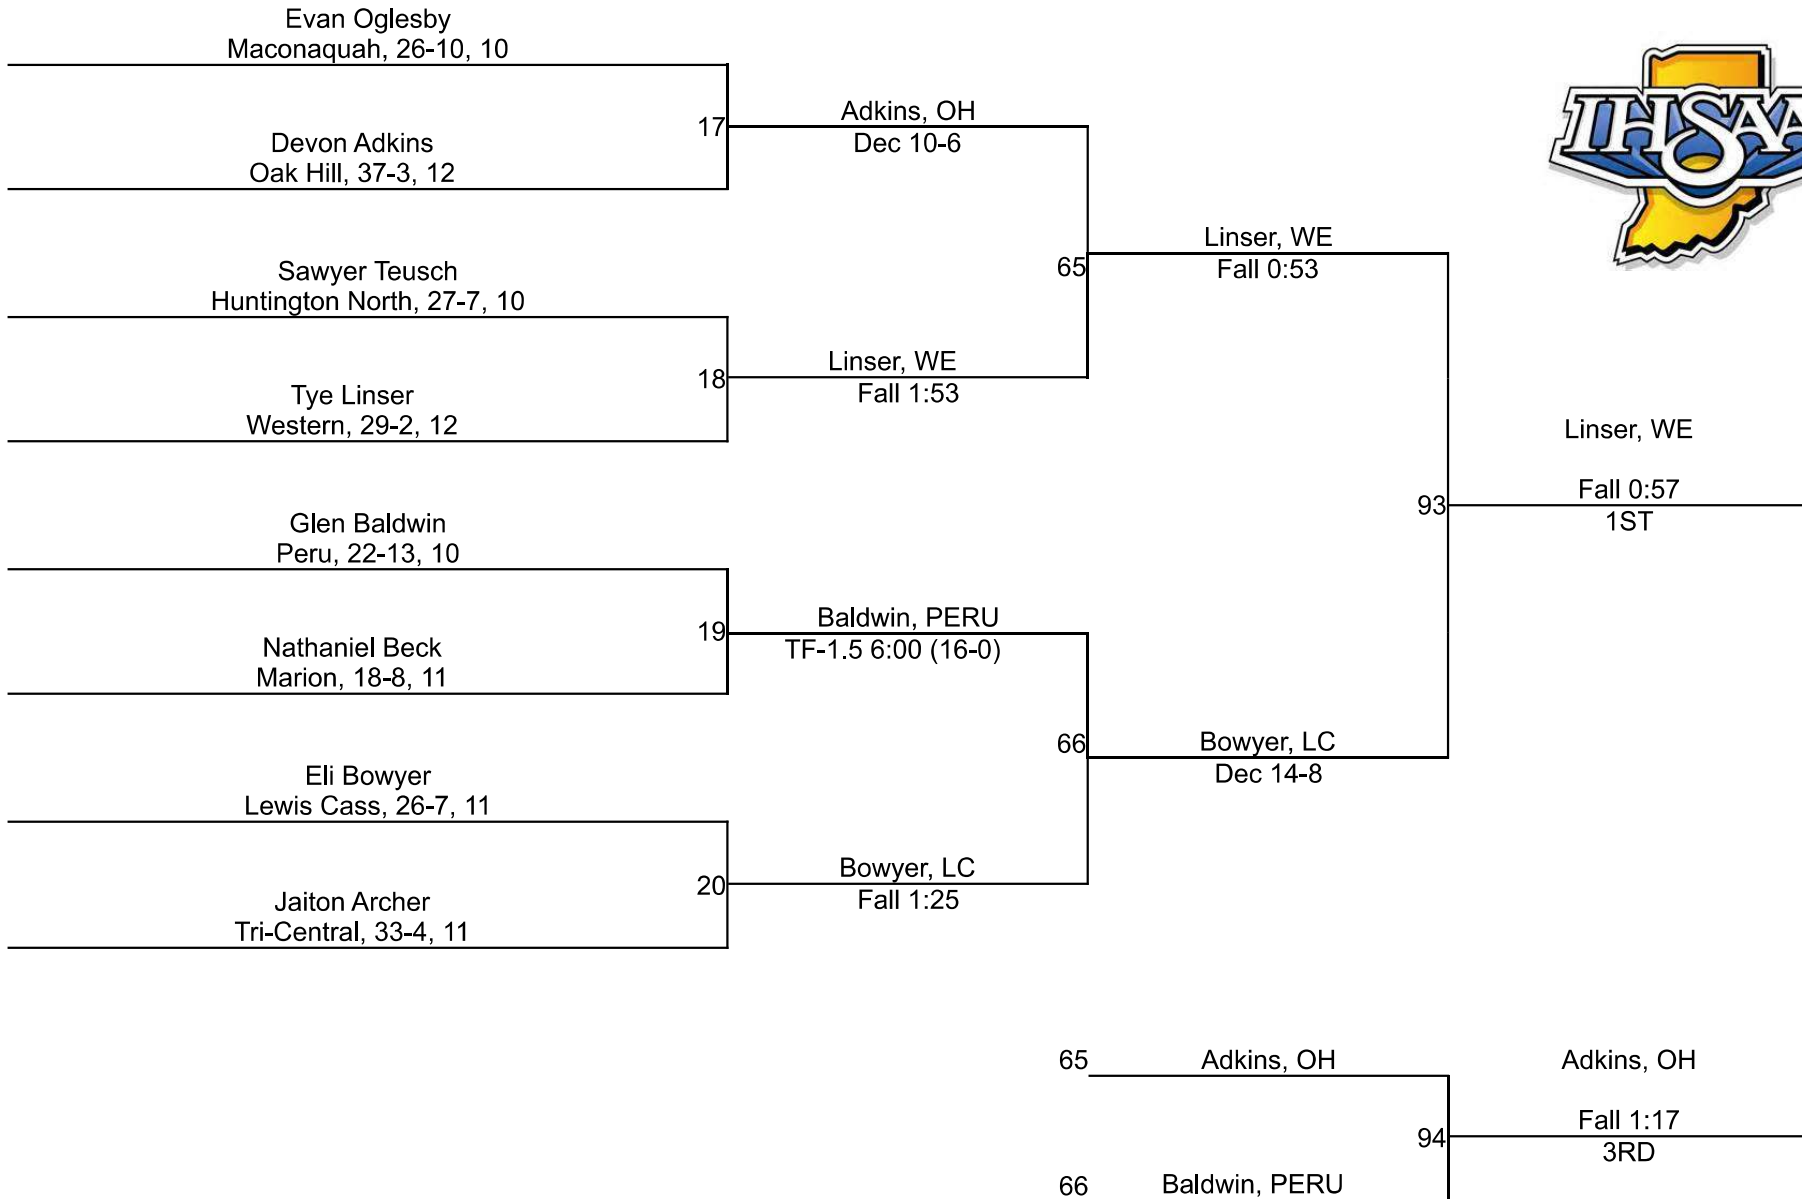 Evan Oglesby
Maconaquah, 26-10, 10
Devon Adkins
Oak Hill, 37-3, 12
Sawyer Teusch
Huntington North, 27-7, 10
Tye Linser
Western, 29-2, 12
Glen Baldwin
Peru, 22-13, 10
Nathaniel Beck
Marion, 18-8, 11
Eli Bowyer
Lewis Cass, 26-7, 11
Jaiton Archer
Tri-Central, 33-4, 11
17
Adkins, OH
Dec 10-6
18
Linser, WE
Fall 1:53
19
Baldwin, PERU
TF-1.5 6:00 (16-0)
20
Bowyer, LC
Fall 1:25
65
Linser, WE
Fall 0:53
66
Bowyer, LC
Dec 14-8
IHSAA
93
Linser, WE
Fall 0:57
1ST
65
Adkins, OH
66
Baldwin, PERU
94
Adkins, OH
Fall 1:17
3RD